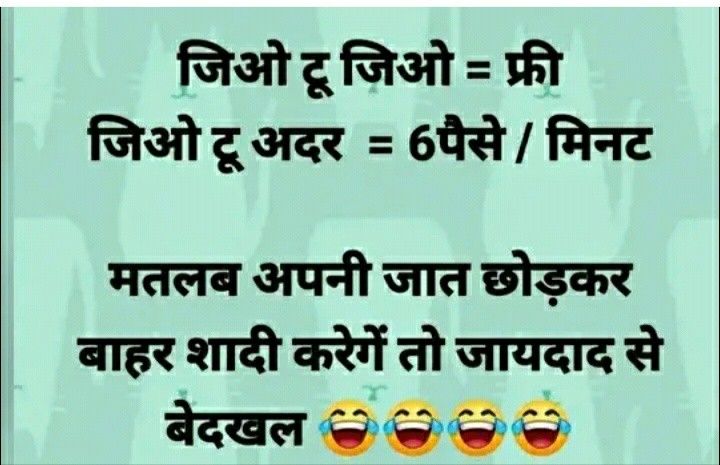 जिओ टू जिओ = फ्री
जिओ टू अदर = 6पैसे / मिनट
मतलब अपनी जात छोड़कर
बाहर शादी करेगें तो जायदाद से
बेदखल 😂😂😂😂